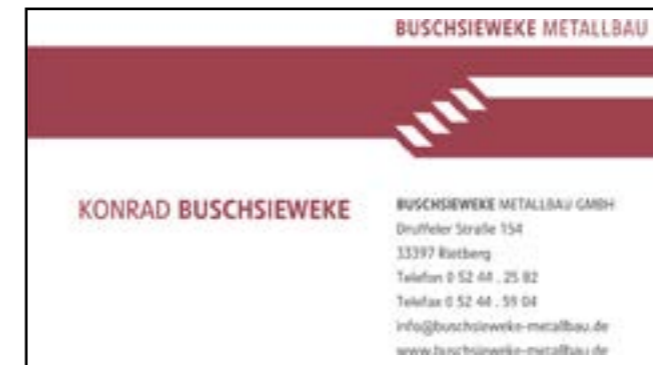 BUSCHSIEWEKE METALLBAU
KONRAD BUSCHSIEWEKE
BUSCHSIEWEKE METALLBAU GMBH
Druffeler Straße 154
33397 Rietberg
Telefon 0 52 44 . 25 82
Telefax 0 52 44 . 59 04
info@buschsieweke-metallbau.de
www.buschsieweke-metallbau.de